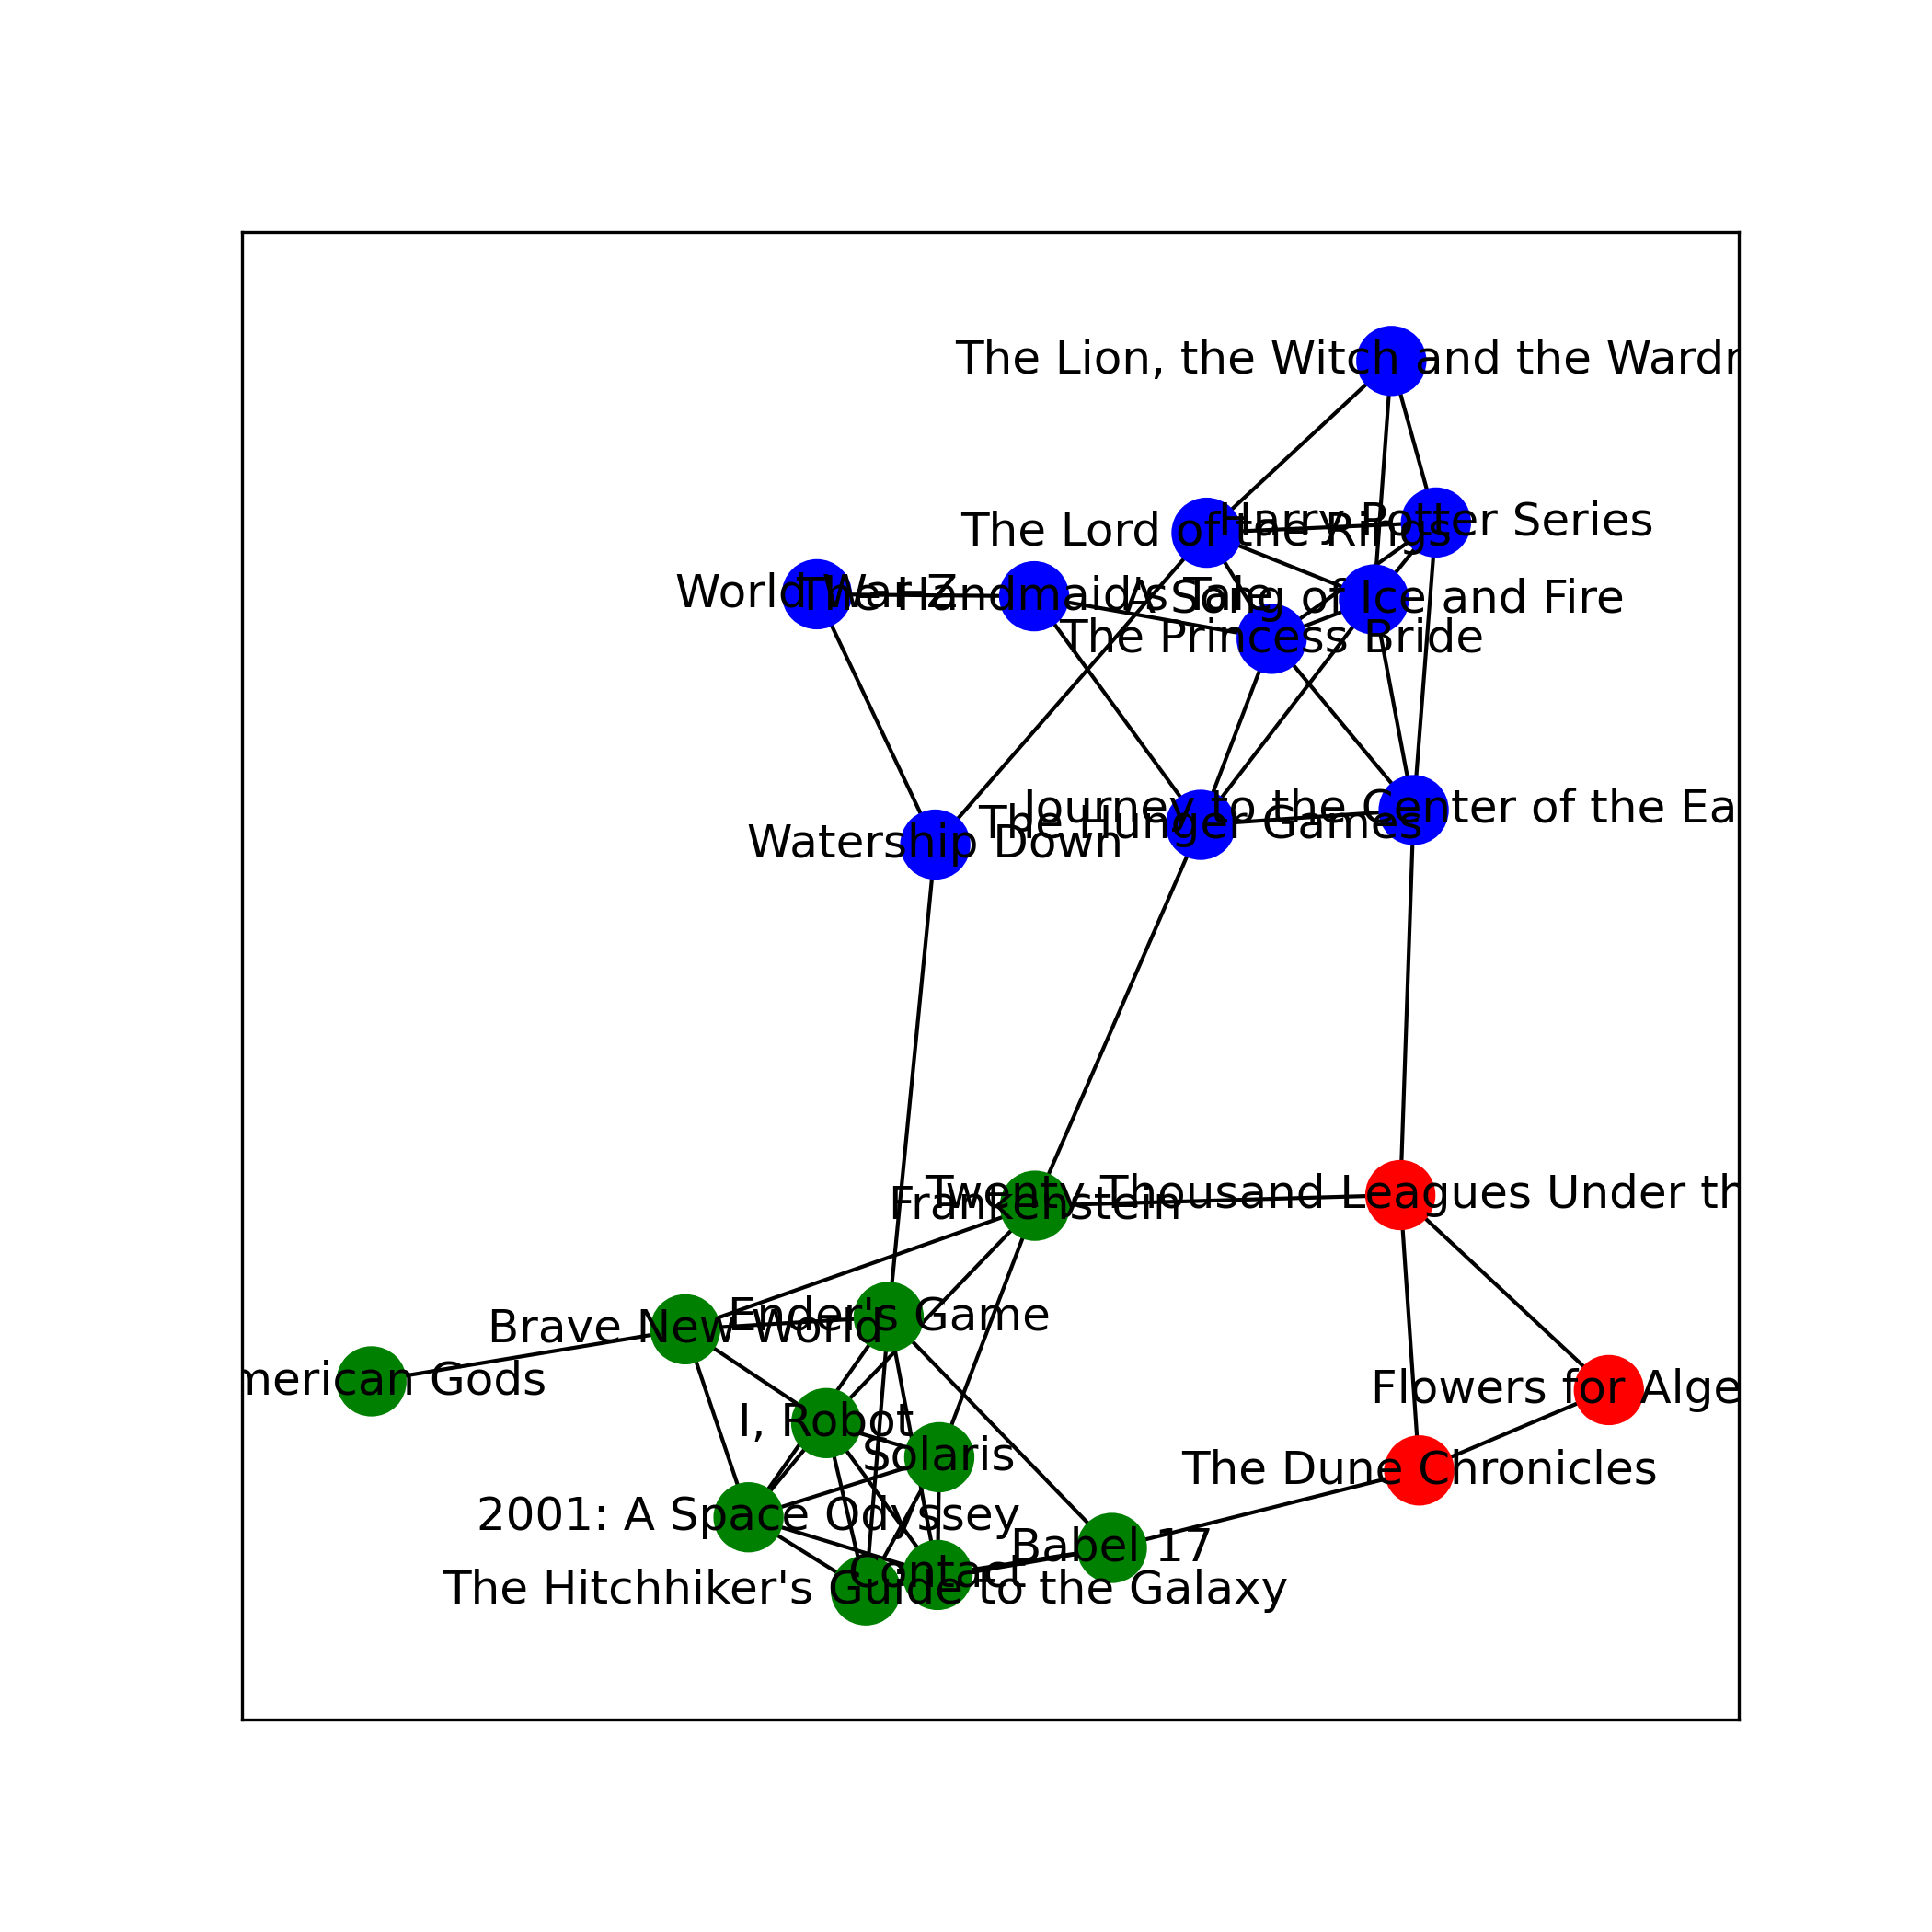 The Lion, the Witch and the Wardr
Harry Potter Series
The Lord of the Rings
World War Z
The Handmaid's Tale
A Song of Ice and Fire
The Princess Bride
Journey to the Center of the Ea
The Hunger Games
Watership Down
Twenty Thousand Leagues Under th
Frankenstein
Ender's Game
Brave New World
merican Gods
Flowers for Alge
I, Robot
Solaris
The Dune Chronicles
2001: A Space Odyssey
Babel 17
Contact
The Hitchhiker's Guide to the Galaxy